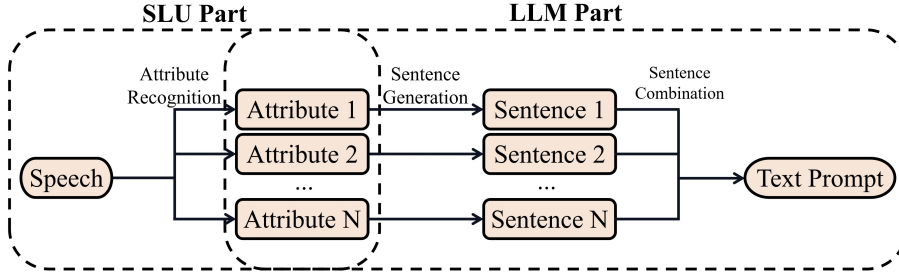 SLU Part
LLM Part
Attribute
Recognition
Sentence
Generation
Sentence
Combination
Attribute 1
Sentence 1
Attribute 2
Sentence 2
Speech
...
...
Text Prompt
Attribute N
Sentence N